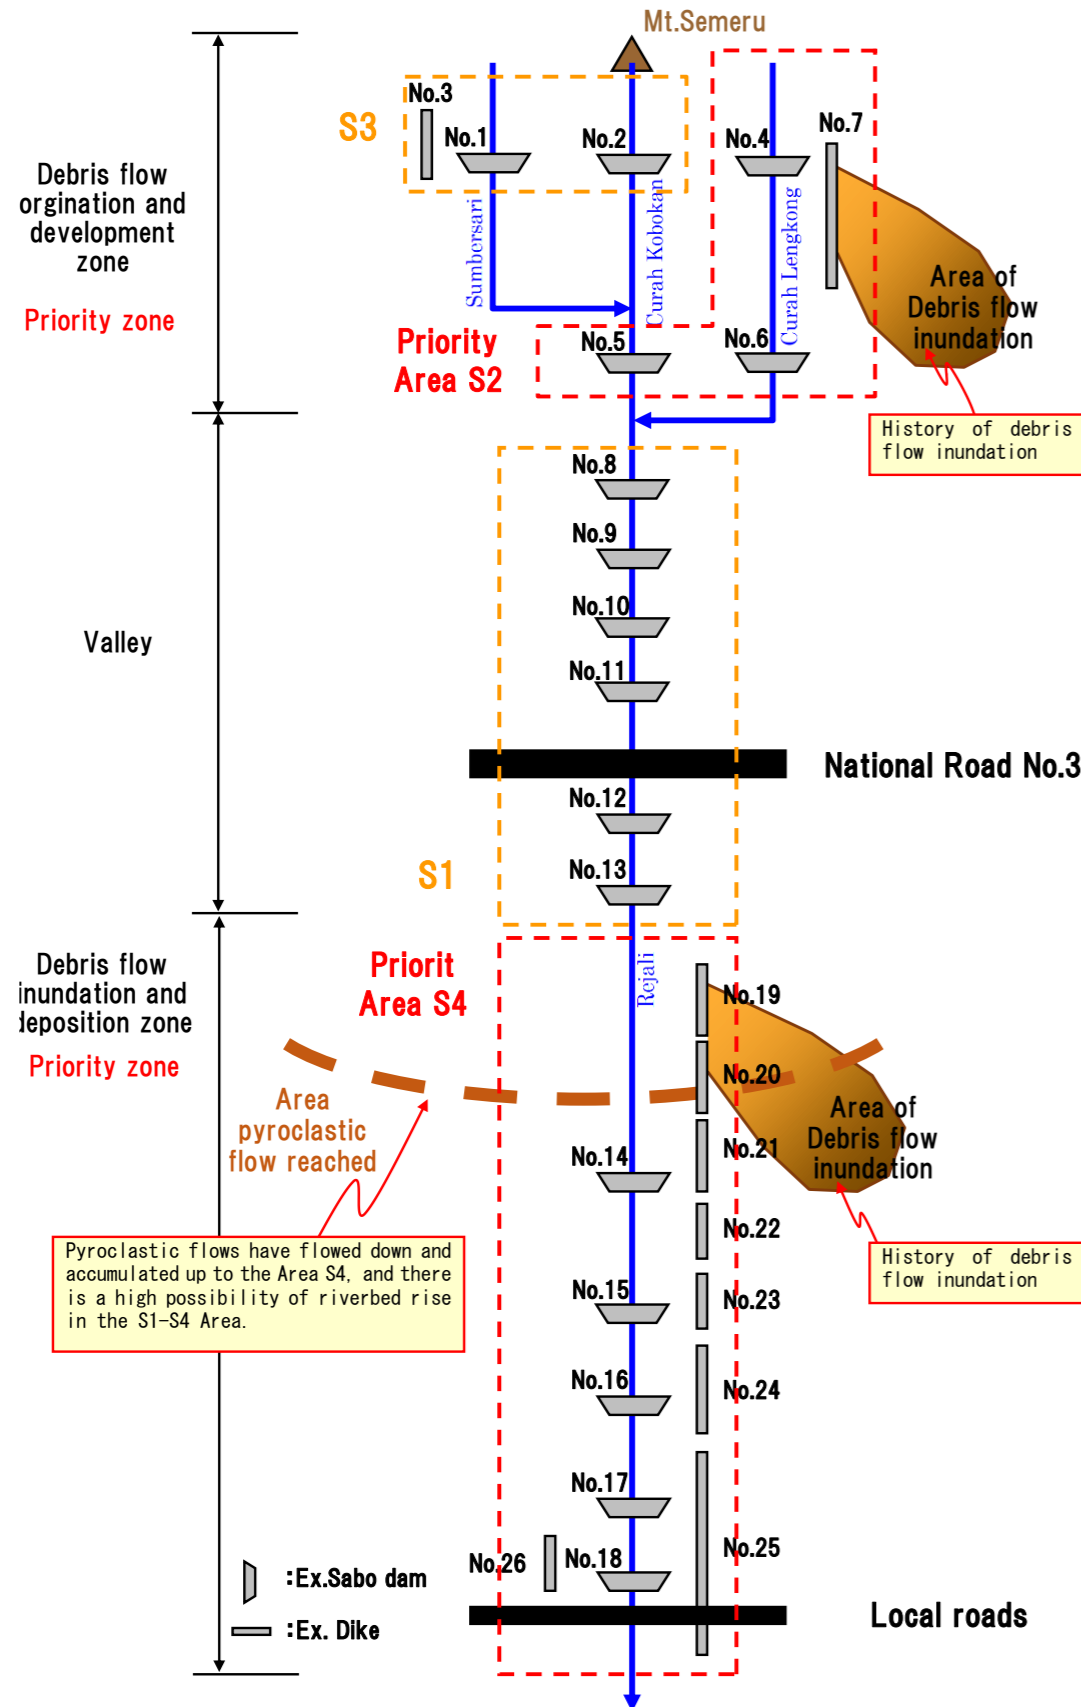 Mt.Semeru
No.3
S3
No.1
No.2
No.4
No.7
Debris flow
orgination and
development
zone
Priority zone
Sumbersari
Curah Kobokan
Curah Lengkong
Area of
Debris flow
inundation
Priority
Area S2
No.5
No.6
History of debris
flow inundation
No.8
No.9
No.10
No.11
Valley
National Road No.3
No.12
No.13
S1
Debris flow
inundation and
deposition zone
Priority zone
Priorit
Area S4
Rejali
No.19
No.20
Area
pyroclastic
flow reached
Area of
Debris flow
inundation
No.14
No.21
No.22
Pyroclastic flows have flowed down and
accumulated up to the Area S4, and there
is a high possibility of riverbed rise
in the S1-S4 Area.
History of debris
flow inundation
No.15
No.23
No.16
No.24
No.17
No.25
No.26
No.18
:Ex.Sabo dam
:Ex. Dike
Local roads